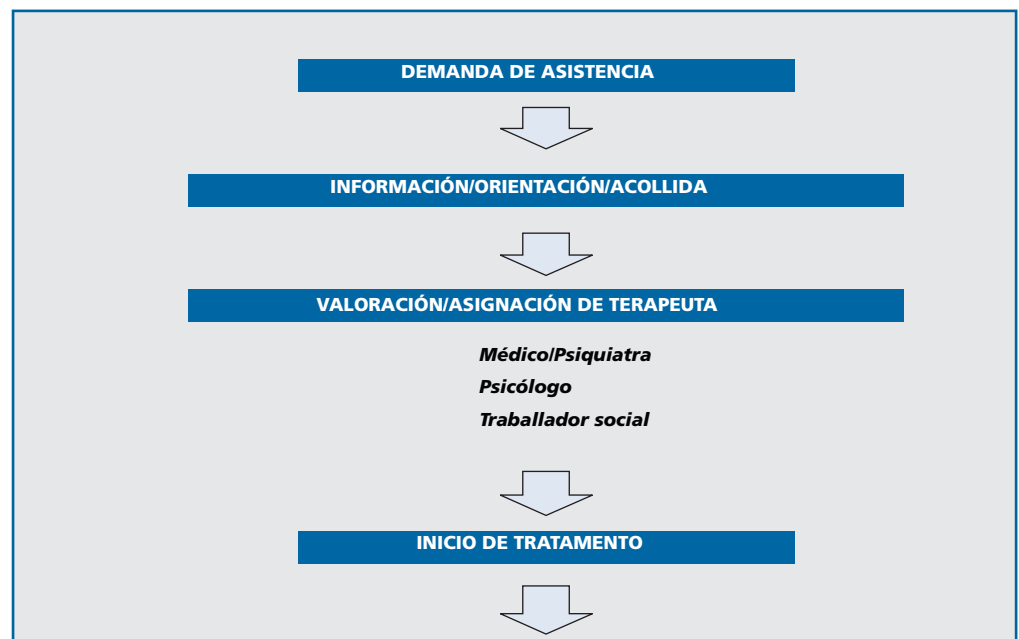 DEMANDA DE ASISTENCIA
INFORMACIÓN/ORIENTACIÓN/ACOLLIDA
VALORACIÓN/ASIGNACIÓN DE TERAPEUTA
Médico/Psiquiatra
Psicólogo
Traballador social
INICIO DE TRATAMENTO